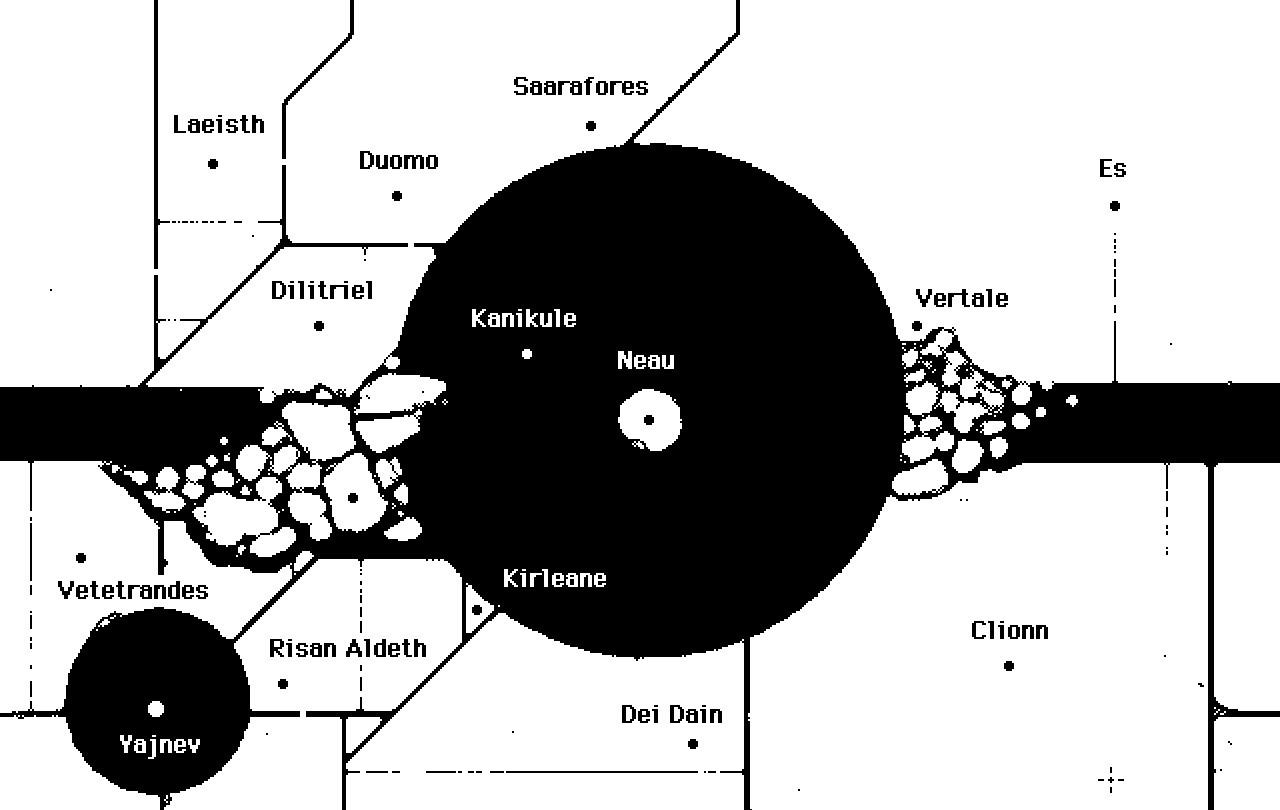 Saarafores
Laeisth
Duomo
Es
Dilitriel
Vertale
Kanikule
Neau
Kirleane
Vetetrandes
Clionn
Risan Aldeth
Dei Dain
Yajnev